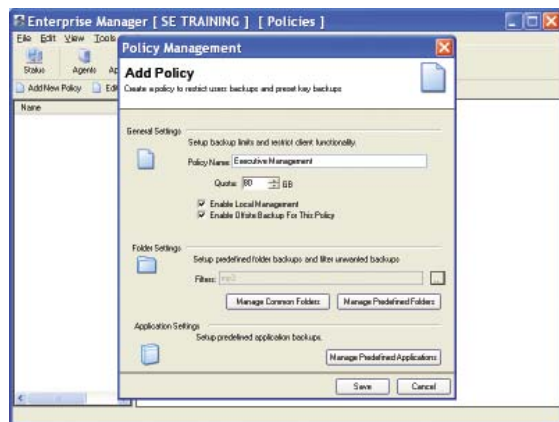 Enterprise Manager [ SE TRAINING ] [ Policies ]
File Edit View Tools
Status Agents Ap
Add New Policy Edi
Name
Policy Management
Add Policy
Create a policy to restrict users backups and preset key backups
General Settings
Setup backup limits and restrict client functionality.
Policy Name: Executive Management
Quota: 80 GB
Enable Local Management
Enable Offsite Backup For This Policy
Folder Settings
Setup predefined folder backups and filter unwanted backups
Filters: mp3
...
Manage Common Folders Manage Predefined Folders
Application Settings
Setup predefined application backups.
Manage Predefined Applications
Save Cancel